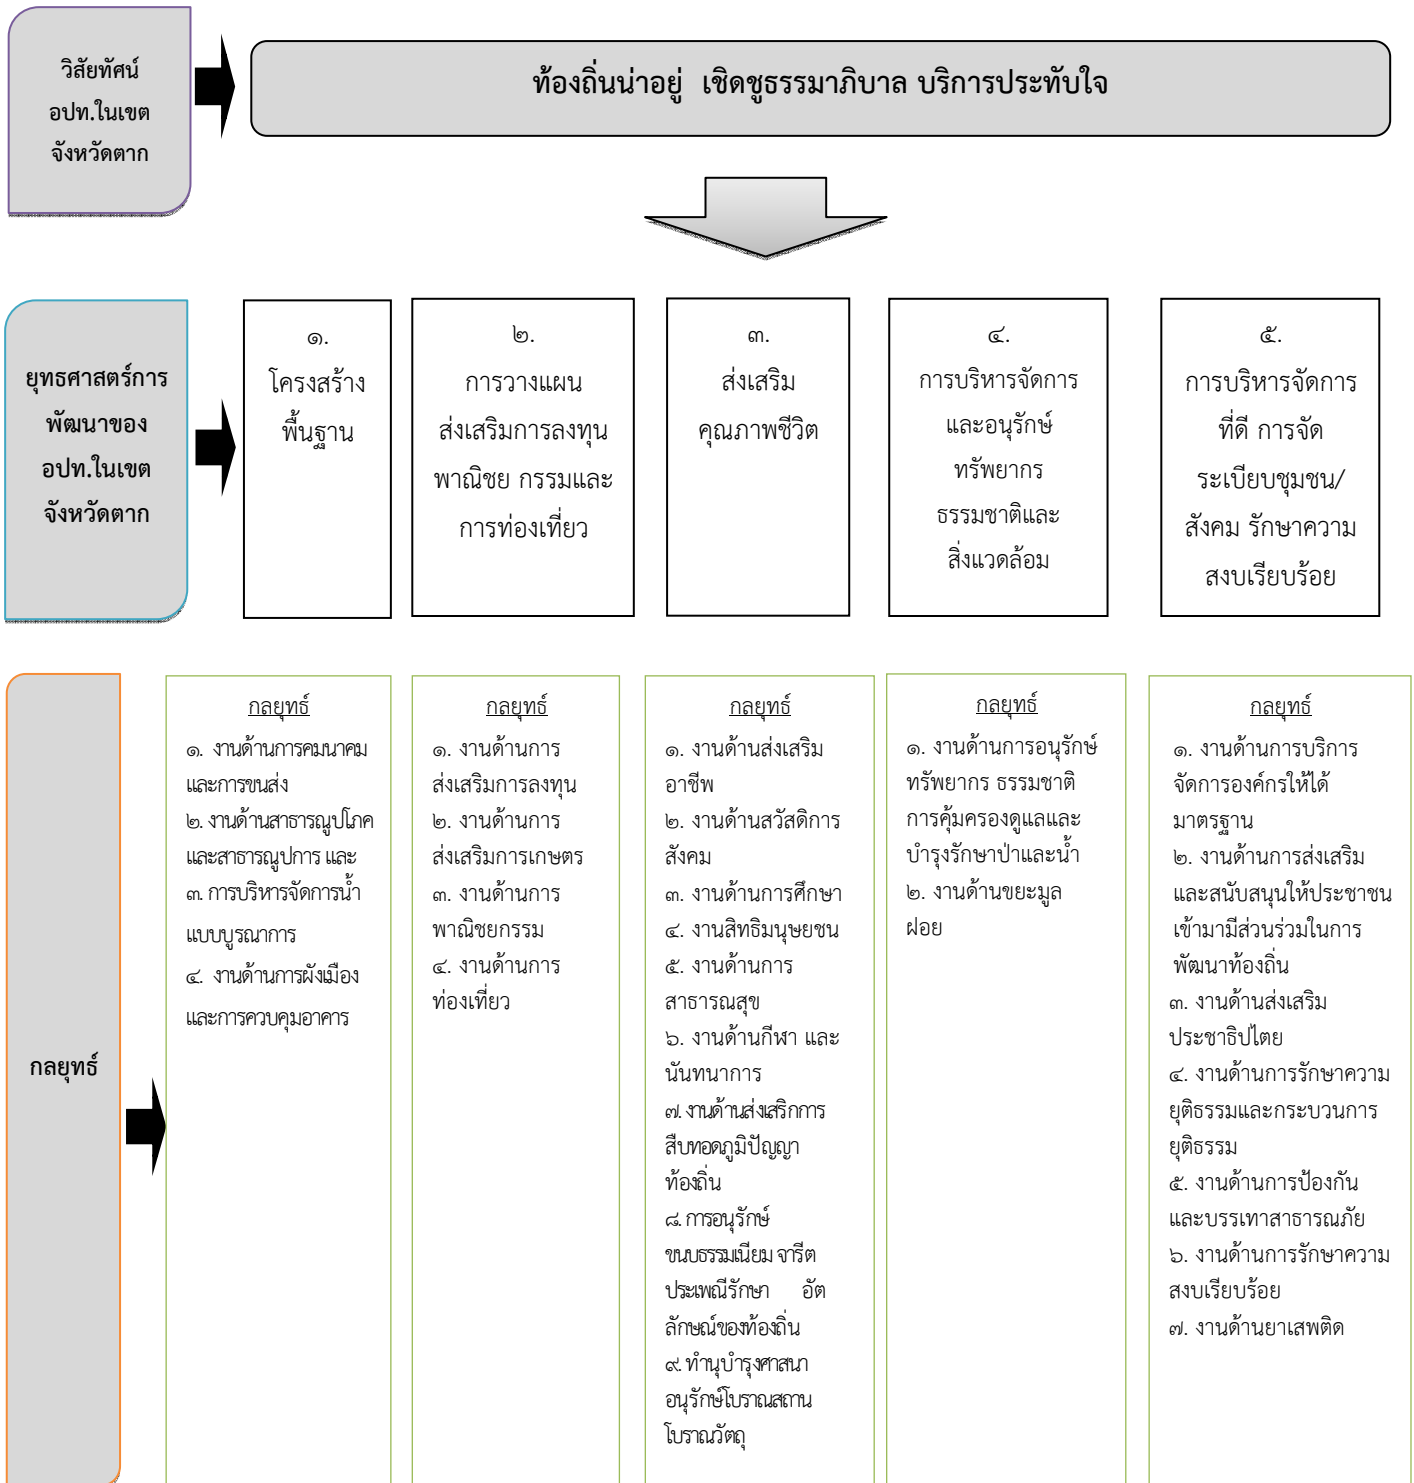 วิสัยทัศน์
อปท.ในเขต
จังหวัดตาก
ท้องถิ่นน่าอยู่ เชิดชูธรรมาภิบาล บริการประทับใจ
ยุทธศาสตร์การ
พัฒนาของ
อปท.ในเขต
จังหวัดตาก
๑.
โครงสร้าง
พื้นฐาน
๒.
การวางแผน
ส่งเสริมการลงทุน
พาณิชย กรรมและ
การท่องเที่ยว
๓.
ส่งเสริม
คุณภาพชีวิต
๔.
การบริหารจัดการ
และอนุรักษ์
ทรัพยากร
ธรรมชาติและ
สิ่งแวดล้อม
๕.
การบริหารจัดการ
ที่ดี การจัด
ระเบียบชุมชน/
สังคม รักษาความ
สงบเรียบร้อย
กลยุทธ์
กลยุทธ์
๑. งานด้านการคมนาคม
และการขนส่ง
๒. งานด้านสาธารณูปโภค
และสาธารณูปการ และ
๓. การบริหารจัดการน้ำ
แบบบูรณาการ
๔. งานด้านการผังเมือง
และการควบคุมอาคาร
กลยุทธ์
๑. งานด้านการ
ส่งเสริมการลงทุน
๒. งานด้านการ
ส่งเสริมการเกษตร
๓. งานด้านการ
พาณิชยกรรม
๔. งานด้านการ
ท่องเที่ยว
กลยุทธ์
๑. งานด้านส่งเสริม
อาชีพ
๒. งานด้านสวัสดิการ
สังคม
๓. งานด้านการศึกษา
๔. งานสิทธิมนุษยชน
๕. งานด้านการ
สาธารณสุข
๖. งานด้านกีฬา และ
นันทนาการ
๗. งานด้านส่งเสริการ
สืบทอดภูมิปัญญา
ท้องถิ่น
๘. การอนุรักษ์
ขนบธรรมเนียม จารีต
ประเพณีรักษา อัต
ลักษณ์ของท้องถิ่น
๙. ทำนุบำรุงศาสนา
อนุรักษ์โบราณสถาน
โบราณวัตถุ
กลยุทธ์
๑. งานด้านการอนุรักษ์
ทรัพยากร ธรรมชาติ
การคุ้มครองดูแลและ
บำรุงรักษาป่าและน้ำ
๒. งานด้านขยะมูล
ฝอย
กลยุทธ์
๑. งานด้านการบริการ
จัดการองค์กรให้ได้
มาตรฐาน
๒. งานด้านการส่งเสริม
และสนับสนุนให้ประชาชน
เข้ามามีส่วนร่วมในการ
พัฒนาท้องถิ่น
๓. งานด้านส่งเสริม
ประชาธิปไตย
๔. งานด้านการรักษาความ
ยุติธรรมและกระบวนการ
ยุติธรรม
๕. งานด้านการป้องกัน
และบรรเทาสาธารณภัย
๖. งานด้านการรักษาความ
สงบเรียบร้อย
๗. งานด้านยาเสพติด